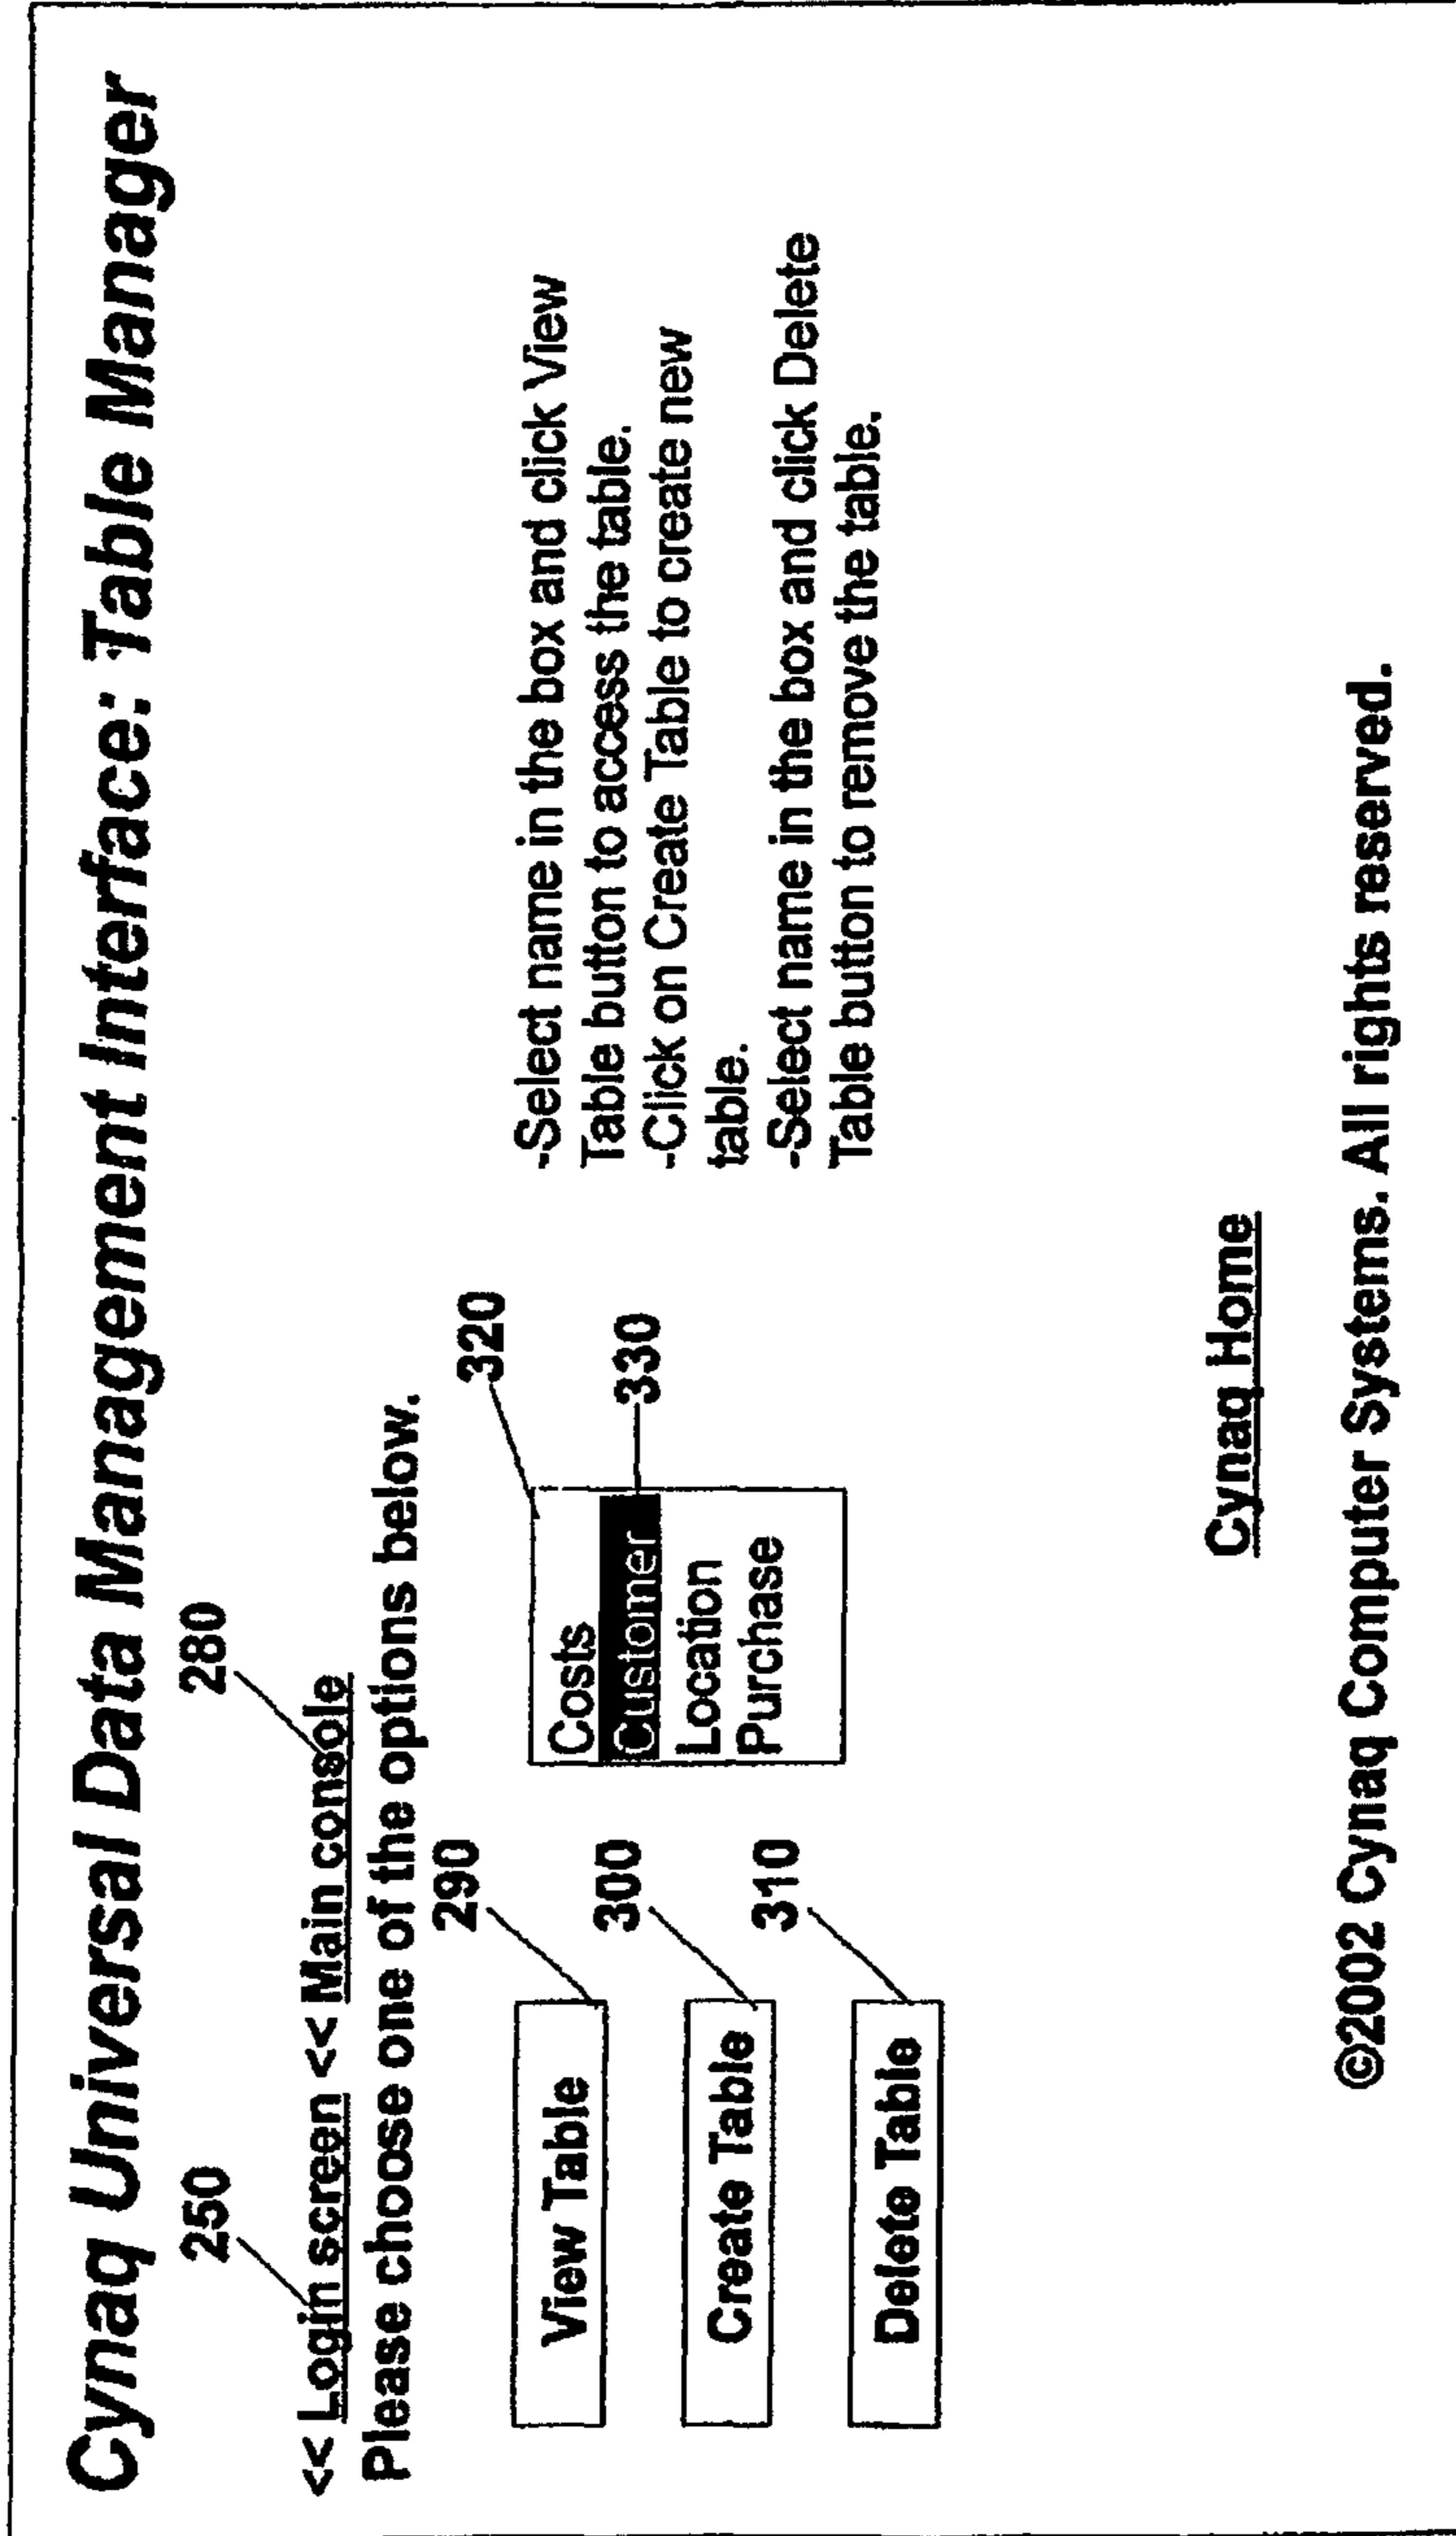 Cynaq Universal Data Management Interface: Table Manager
250
280
<< Login screen << Main console
Please choose one of the options below.
290
View Table
300
Create Table
310
Delete Table
320
Costs
Customer
330
Location
Purchase
-Select name in the box and click View
Table button to access the table.
-Click on Create Table to create new
table.
-Select name in the box and click Delete
Table button to remove the table.
Cynaq Home
©2002 Cynaq Computer Systems. All rights reserved.